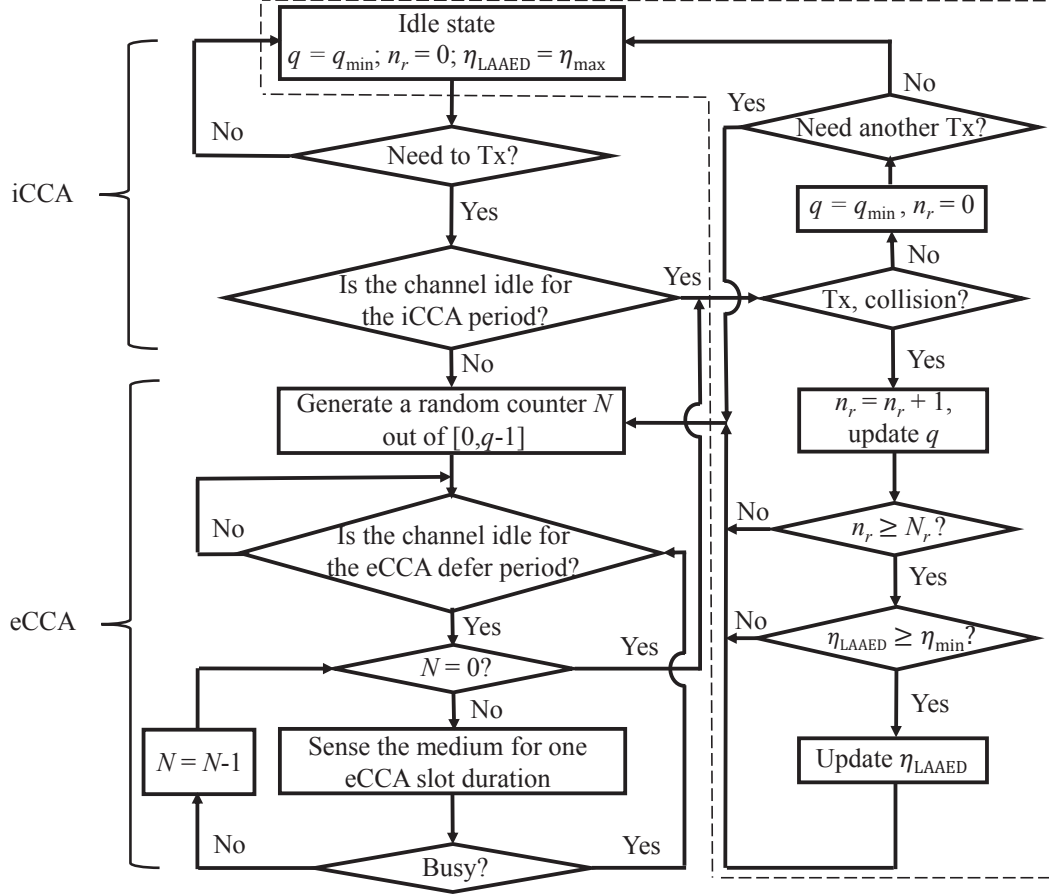 Idle state
q = q_min; n_r = 0; η_LAAED = η_max
No
Need to Tx?
Yes
iCCA
Is the channel idle for
the iCCA period?
Yes
No
Generate a random counter N
out of [0,q-1]
No
Is the channel idle for
the eCCA defer period?
eCCA
Yes
N = 0?
Yes
No
N = N-1
Sense the medium for one
eCCA slot duration
No
Busy?
Yes
No
Yes
Need another Tx?
q = q_min , n_r = 0
No
Tx, collision?
Yes
n_r = n_r + 1,
update q
No
n_r ≥ N_r?
Yes
No
η_LAAED ≥ η_min?
Yes
Update η_LAAED